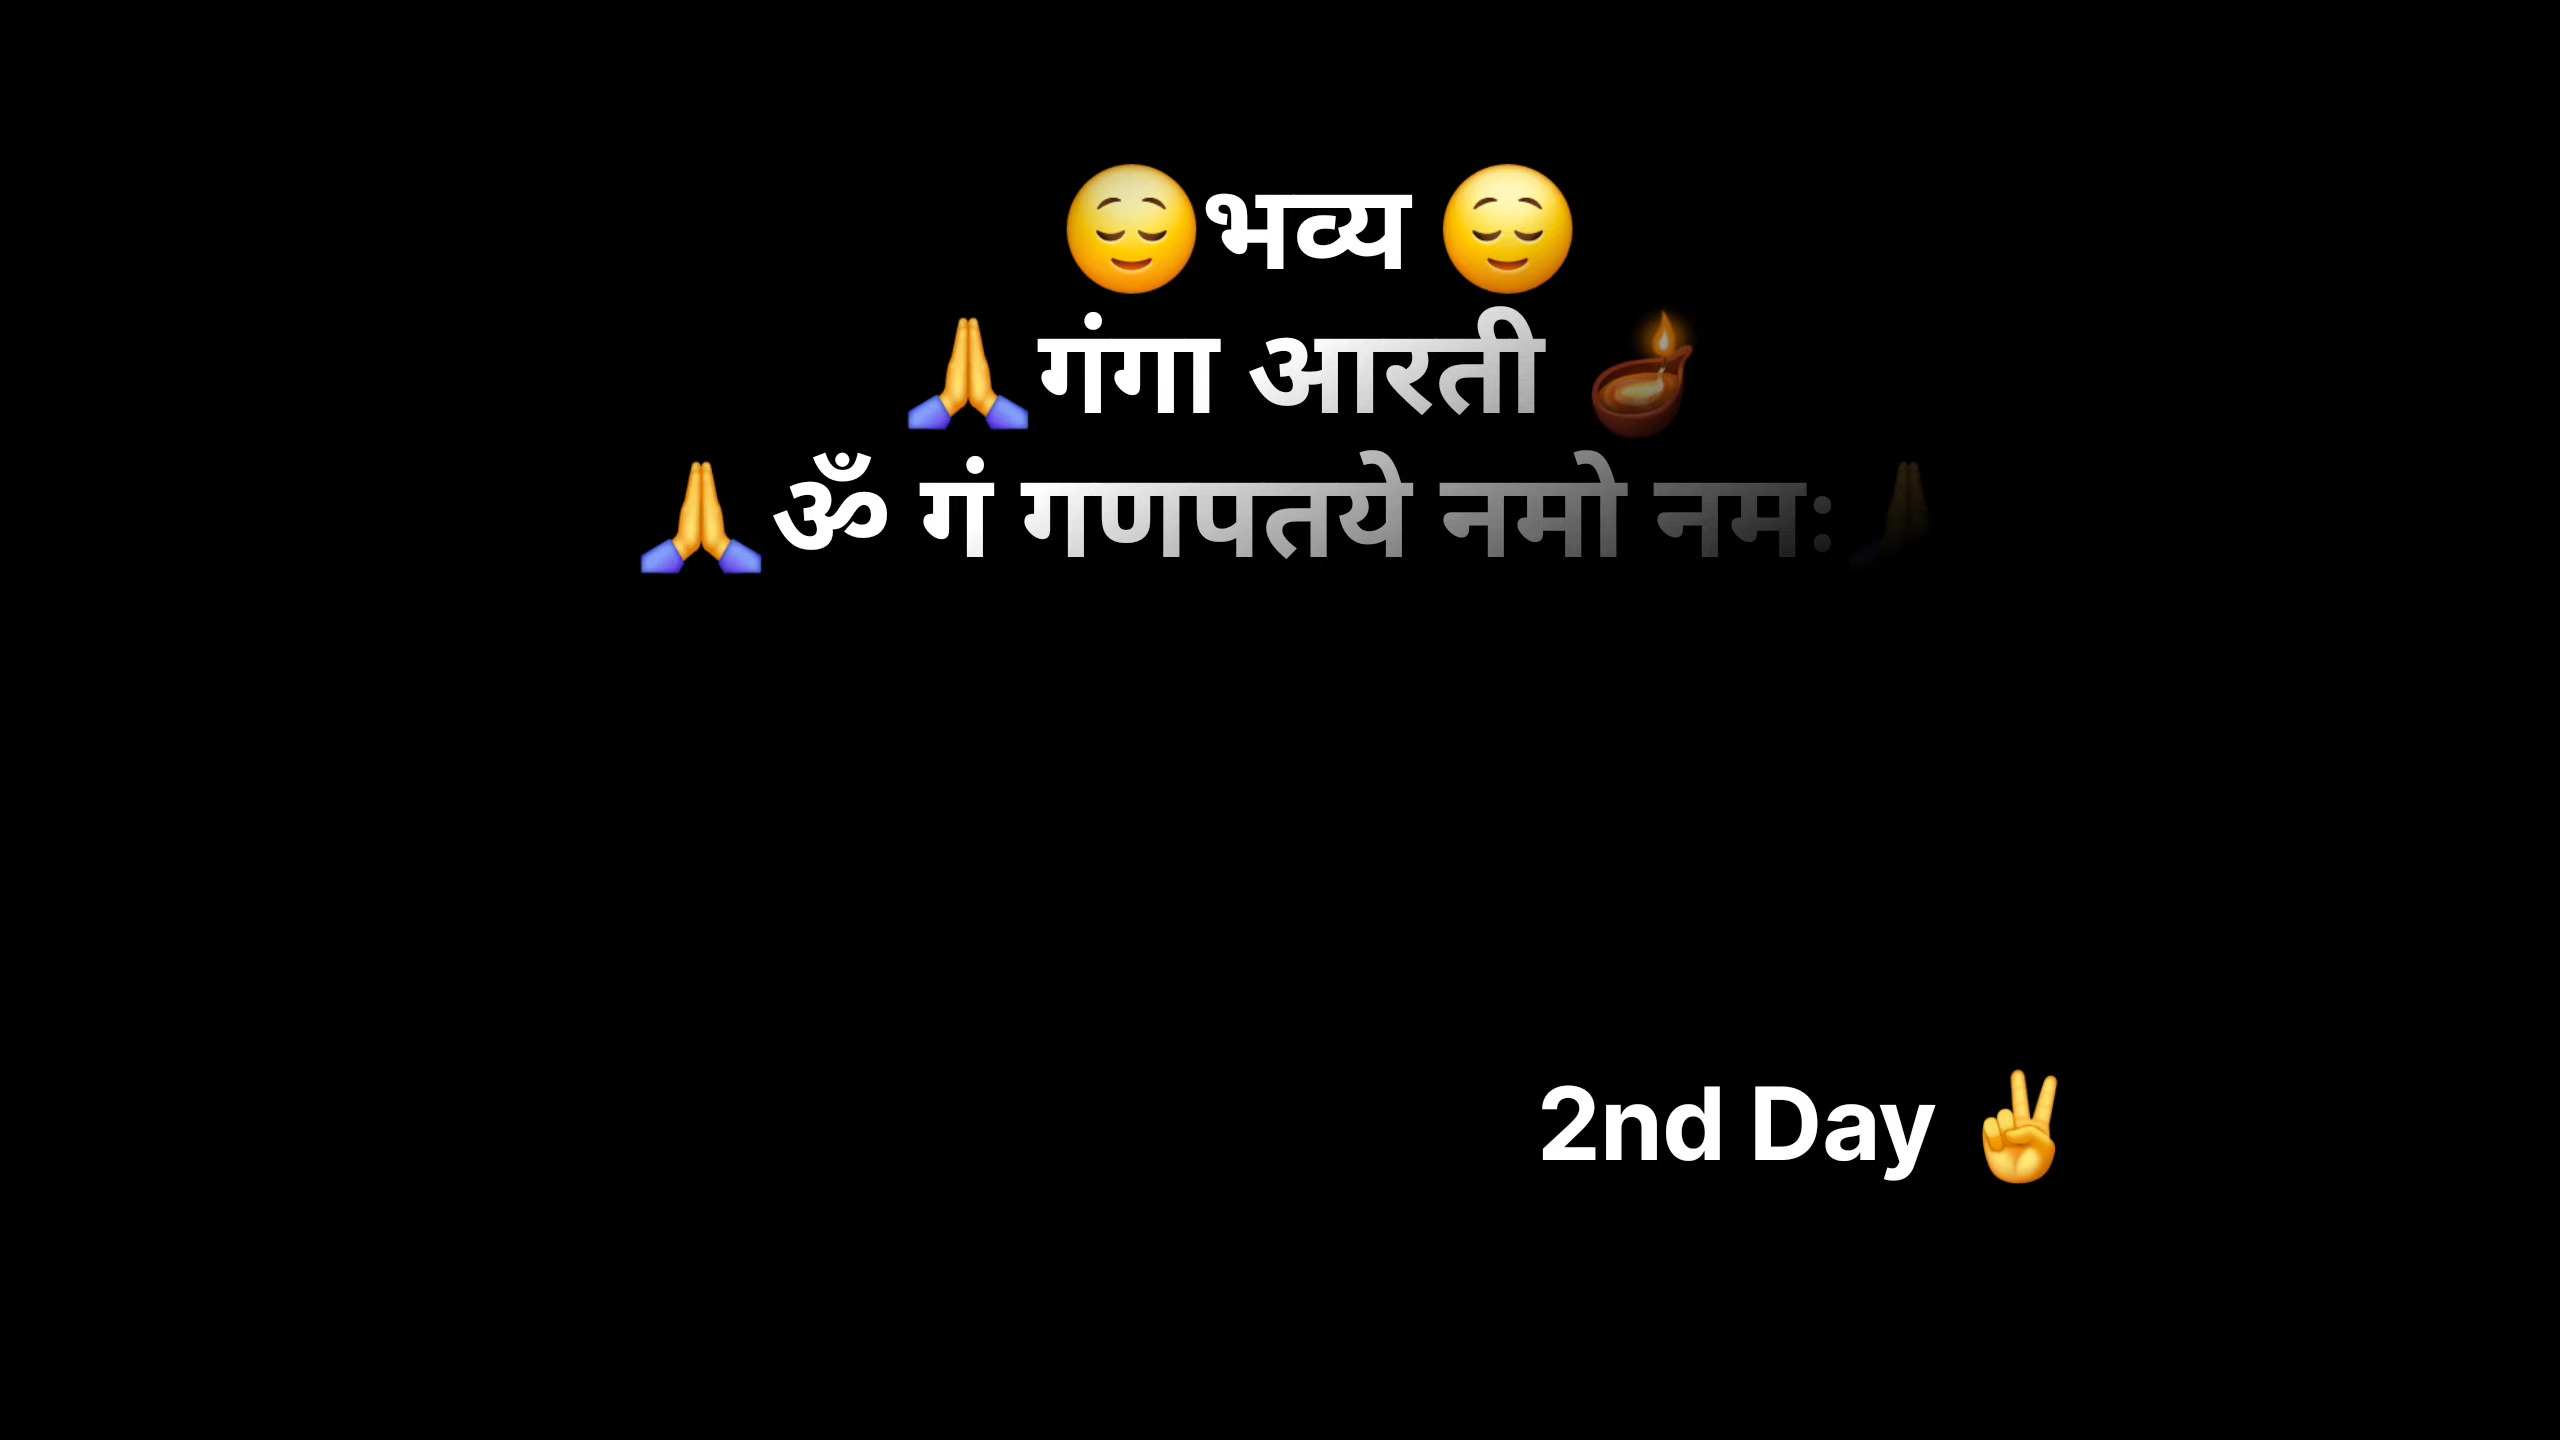 😌भव्य 😌
🙏गंगा आरती 🪔
🙏ॐ गं गणपतये नमो नमः🙏
2nd Day ✌️